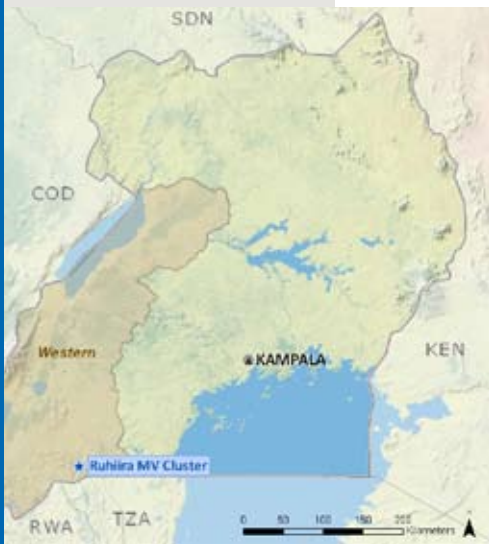 SDN
COD
Western
KAMPALA
KEN
Ruhiira MV Cluster
RWA
TZA
0 50 100 150 200
Kilometers